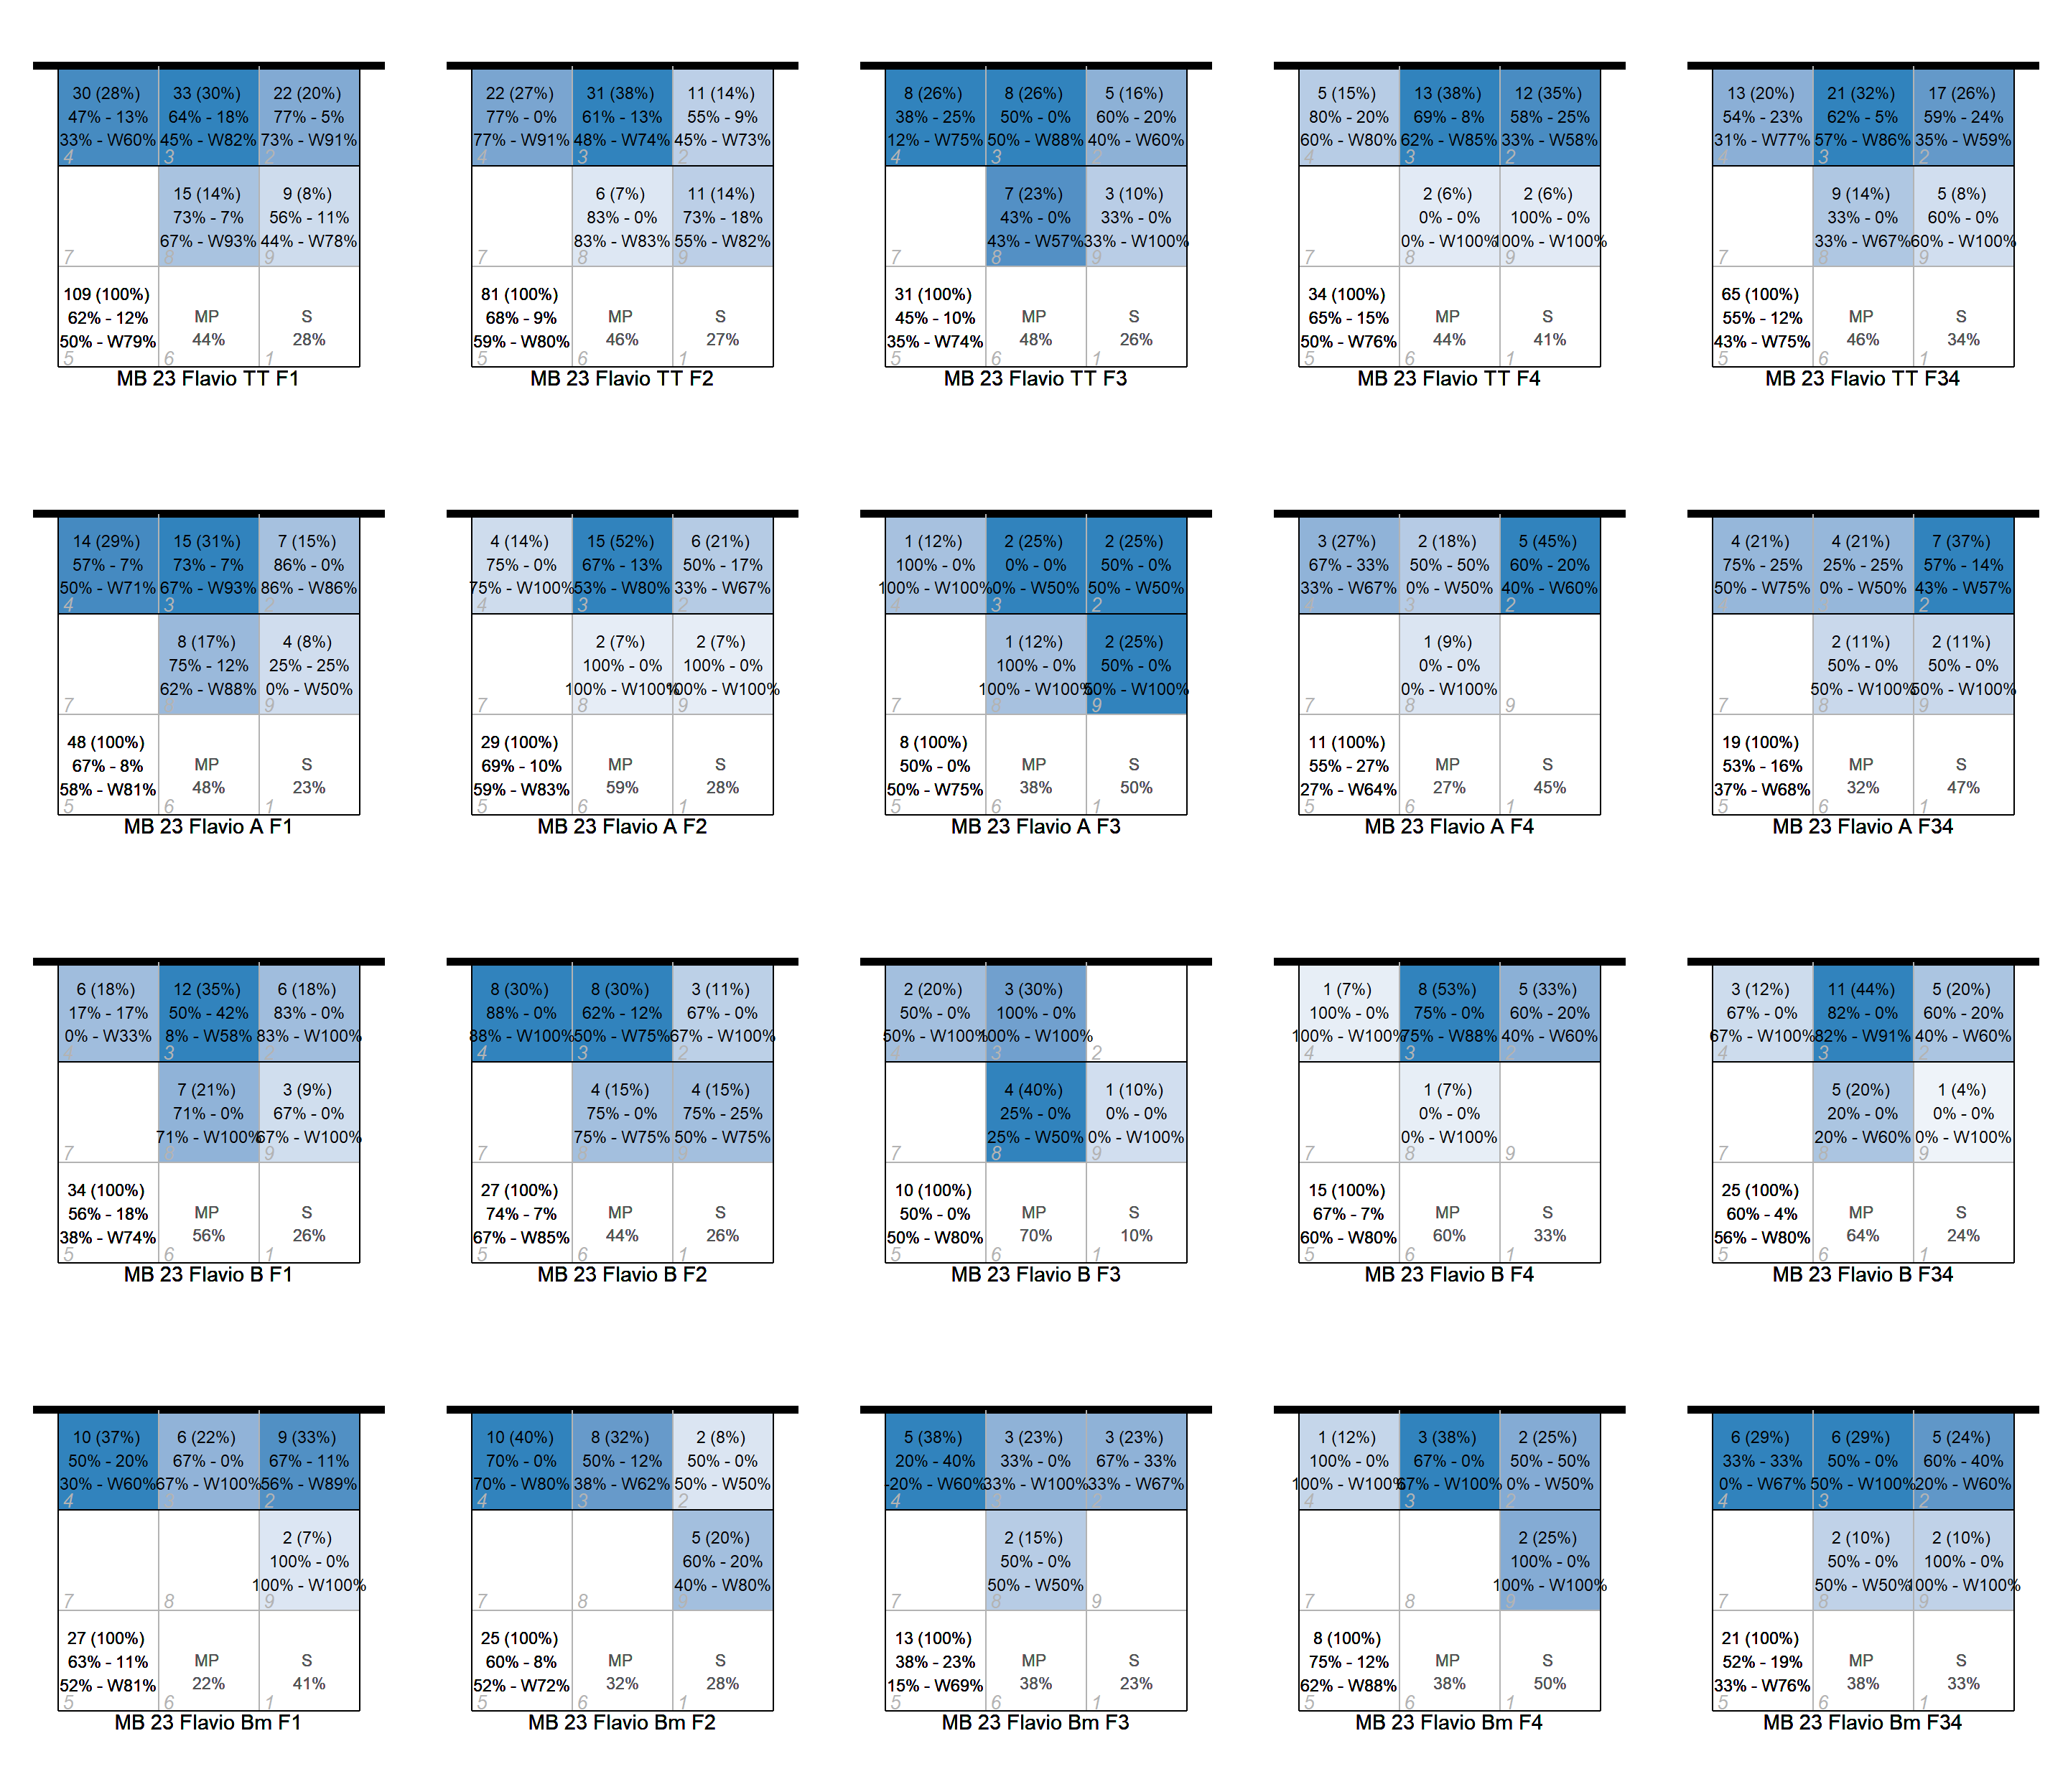 30 (28%)
47% - 13%
33% - W60%
4
33 (30%)
64% - 18%
45% - W82%
3
22 (20%)
77% - 5%
73% - W91%
2
7
15 (14%)
73% - 7%
67% - W93%
8
9 (8%)
56% - 11%
44% - W78%
9
109 (100%)
62% - 12%
50% - W79%
5
MP
44%
6
S
28%
1
MB 23 Flavio TT F1
22 (27%)
77% - 0%
77% - W91%
4
31 (38%)
61% - 13%
48% - W74%
3
11 (14%)
55% - 9%
45% - W73%
2
7
6 (7%)
83% - 0%
83% - W83%
8
11 (14%)
73% - 18%
55% - W82%
9
81 (100%)
68% - 9%
59% - W80%
5
MP
46%
6
S
27%
1
MB 23 Flavio TT F2
8 (26%)
38% - 25%
12% - W75%
4
8 (26%)
50% - 0%
50% - W88%
3
5 (16%)
60% - 20%
40% - W60%
2
7
7 (23%)
43% - 0%
43% - W57%
8
3 (10%)
33% - 0%
33% - W100%
9
31 (100%)
45% - 10%
35% - W74%
5
MP
48%
6
S
26%
1
MB 23 Flavio TT F3
5 (15%)
80% - 20%
60% - W80%
4
13 (38%)
69% - 8%
62% - W85%
3
12 (35%)
58% - 25%
33% - W58%
2
7
2 (6%)
0% - 0%
0% - W100%
8
2 (6%)
100% - 0%
100% - W100%
9
34 (100%)
65% - 15%
50% - W76%
5
MP
44%
6
S
41%
1
MB 23 Flavio TT F4
13 (20%)
54% - 23%
31% - W77%
4
21 (32%)
62% - 5%
57% - W86%
3
17 (26%)
59% - 24%
35% - W59%
2
7
9 (14%)
33% - 0%
33% - W67%
8
5 (8%)
60% - 0%
60% - W100%
9
65 (100%)
55% - 12%
43% - W75%
5
MP
46%
6
S
34%
1
MB 23 Flavio TT F34
14 (29%)
57% - 7%
50% - W71%
4
15 (31%)
73% - 7%
67% - W93%
3
7 (15%)
86% - 0%
86% - W86%
2
7
8 (17%)
75% - 12%
62% - W88%
8
4 (8%)
25% - 25%
0% - W50%
9
48 (100%)
67% - 8%
58% - W81%
5
MP
48%
6
S
23%
1
MB 23 Flavio A F1
4 (14%)
75% - 0%
75% - W100%
4
15 (52%)
67% - 13%
53% - W80%
3
6 (21%)
50% - 17%
33% - W67%
2
7
2 (7%)
100% - 0%
100% - W100%
8
2 (7%)
100% - 0%
100% - W100%
9
29 (100%)
69% - 10%
59% - W83%
5
MP
59%
6
S
28%
1
MB 23 Flavio A F2
1 (12%)
100% - 0%
100% - W100%
4
2 (25%)
0% - 0%
0% - W50%
3
2 (25%)
50% - 0%
50% - W50%
2
7
1 (12%)
100% - 0%
100% - W100%
8
2 (25%)
50% - 0%
50% - W100%
9
8 (100%)
50% - 0%
50% - W75%
5
MP
38%
6
S
50%
1
MB 23 Flavio A F3
3 (27%)
67% - 33%
33% - W67%
4
2 (18%)
50% - 50%
0% - W50%
3
5 (45%)
60% - 20%
40% - W60%
2
7
1 (9%)
0% - 0%
0% - W100%
8
9
11 (100%)
55% - 27%
27% - W64%
5
MP
27%
6
S
45%
1
MB 23 Flavio A F4
4 (21%)
75% - 25%
50% - W75%
4
4 (21%)
25% - 25%
0% - W50%
3
7 (37%)
57% - 14%
43% - W57%
2
7
2 (11%)
50% - 0%
50% - W100%
8
2 (11%)
50% - 0%
50% - W100%
9
19 (100%)
53% - 16%
37% - W68%
5
MP
32%
6
S
47%
1
MB 23 Flavio A F34
6 (18%)
17% - 17%
0% - W33%
4
12 (35%)
50% - 42%
8% - W58%
3
6 (18%)
83% - 0%
83% - W100%
2
7
7 (21%)
71% - 0%
71% - W100%
8
3 (9%)
67% - 0%
67% - W100%
9
34 (100%)
56% - 18%
38% - W74%
5
MP
56%
6
S
26%
1
MB 23 Flavio B F1
8 (30%)
88% - 0%
88% - W100%
4
8 (30%)
62% - 12%
50% - W75%
3
3 (11%)
67% - 0%
67% - W100%
2
7
4 (15%)
75% - 0%
75% - W75%
8
4 (15%)
75% - 25%
50% - W75%
9
27 (100%)
74% - 7%
67% - W85%
5
MP
44%
6
S
26%
1
MB 23 Flavio B F2
2 (20%)
50% - 0%
50% - W100%
4
3 (30%)
100% - 0%
100% - W100%
3
2
7
4 (40%)
25% - 0%
25% - W50%
8
1 (10%)
0% - 0%
0% - W100%
9
10 (100%)
50% - 0%
50% - W80%
5
MP
70%
6
S
10%
1
MB 23 Flavio B F3
1 (7%)
100% - 0%
100% - W100%
4
8 (53%)
75% - 0%
75% - W88%
3
5 (33%)
60% - 20%
40% - W60%
2
7
1 (7%)
0% - 0%
0% - W100%
8
9
15 (100%)
67% - 7%
60% - W80%
5
MP
60%
6
S
33%
1
MB 23 Flavio B F4
3 (12%)
67% - 0%
67% - W100%
4
11 (44%)
82% - 0%
82% - W91%
3
5 (20%)
60% - 20%
40% - W60%
2
7
5 (20%)
20% - 0%
20% - W60%
8
1 (4%)
0% - 0%
0% - W100%
9
25 (100%)
60% - 4%
56% - W80%
5
MP
64%
6
S
24%
1
MB 23 Flavio B F34
10 (37%)
50% - 20%
30% - W60%
4
6 (22%)
67% - 0%
67% - W100%
3
9 (33%)
67% - 11%
56% - W89%
2
7
8
2 (7%)
100% - 0%
100% - W100%
9
27 (100%)
63% - 11%
52% - W81%
5
MP
22%
6
S
41%
1
MB 23 Flavio Bm F1
10 (40%)
70% - 0%
70% - W80%
4
8 (32%)
50% - 12%
38% - W62%
3
2 (8%)
50% - 0%
50% - W50%
2
7
8
5 (20%)
60% - 20%
40% - W80%
9
25 (100%)
60% - 8%
52% - W72%
5
MP
32%
6
S
28%
1
MB 23 Flavio Bm F2
5 (38%)
20% - 40%
-20% - W60%
4
3 (23%)
33% - 0%
33% - W100%
3
3 (23%)
67% - 33%
33% - W67%
2
7
2 (15%)
50% - 0%
50% - W50%
8
9
13 (100%)
38% - 23%
15% - W69%
5
MP
38%
6
S
23%
1
MB 23 Flavio Bm F3
1 (12%)
100% - 0%
100% - W100%
4
3 (38%)
67% - 0%
67% - W100%
3
2 (25%)
50% - 50%
0% - W50%
2
7
8
2 (25%)
100% - 0%
100% - W100%
9
8 (100%)
75% - 12%
62% - W88%
5
MP
38%
6
S
50%
1
MB 23 Flavio Bm F4
6 (29%)
33% - 33%
0% - W67%
4
6 (29%)
50% - 0%
50% - W100%
3
5 (24%)
60% - 40%
20% - W60%
2
7
2 (10%)
50% - 0%
50% - W50%
8
2 (10%)
100% - 0%
100% - W100%
9
21 (100%)
52% - 19%
33% - W76%
5
MP
38%
6
S
33%
1
MB 23 Flavio Bm F34